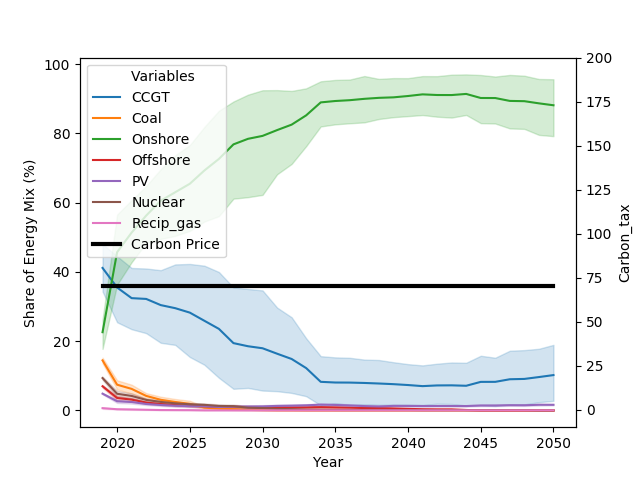 Variables
CCGT
Coal
Onshore
Offshore
PV
Nuclear
Recip_gas
Carbon Price
Share of Energy Mix (%)
100
80
60
40
20
0
Carbon_tax
200
175
150
125
100
75
50
25
0
2020 2025 2030 2035 2040 2045 2050
Year